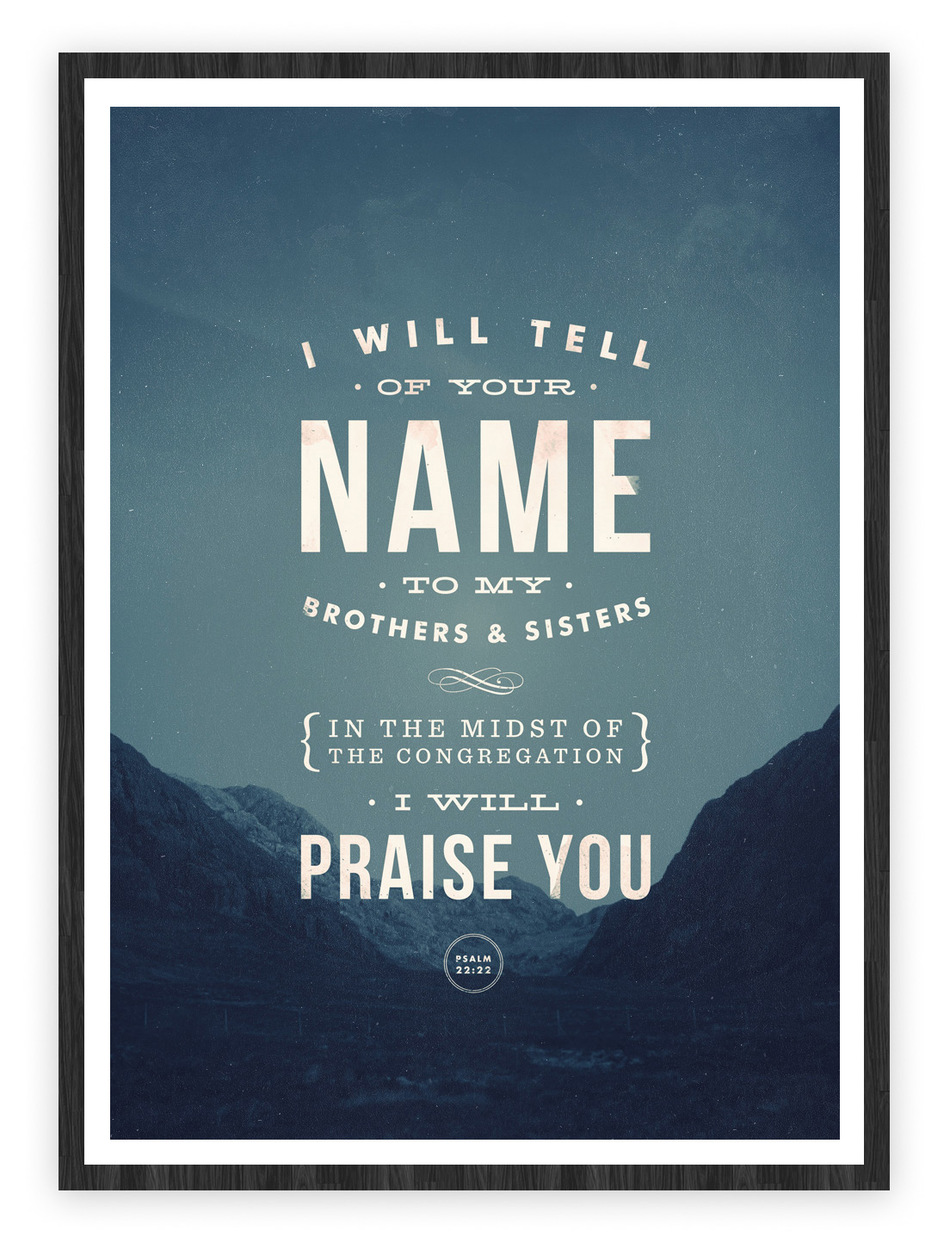 I WILL TELL
· OF YOUR ·
NAME
· TO MY ·
BROTHERS & SISTERS
{ IN THE MIDST OF
THE CONGREGATION }
· I WILL ·
PRAISE YOU
PSALM
22:22